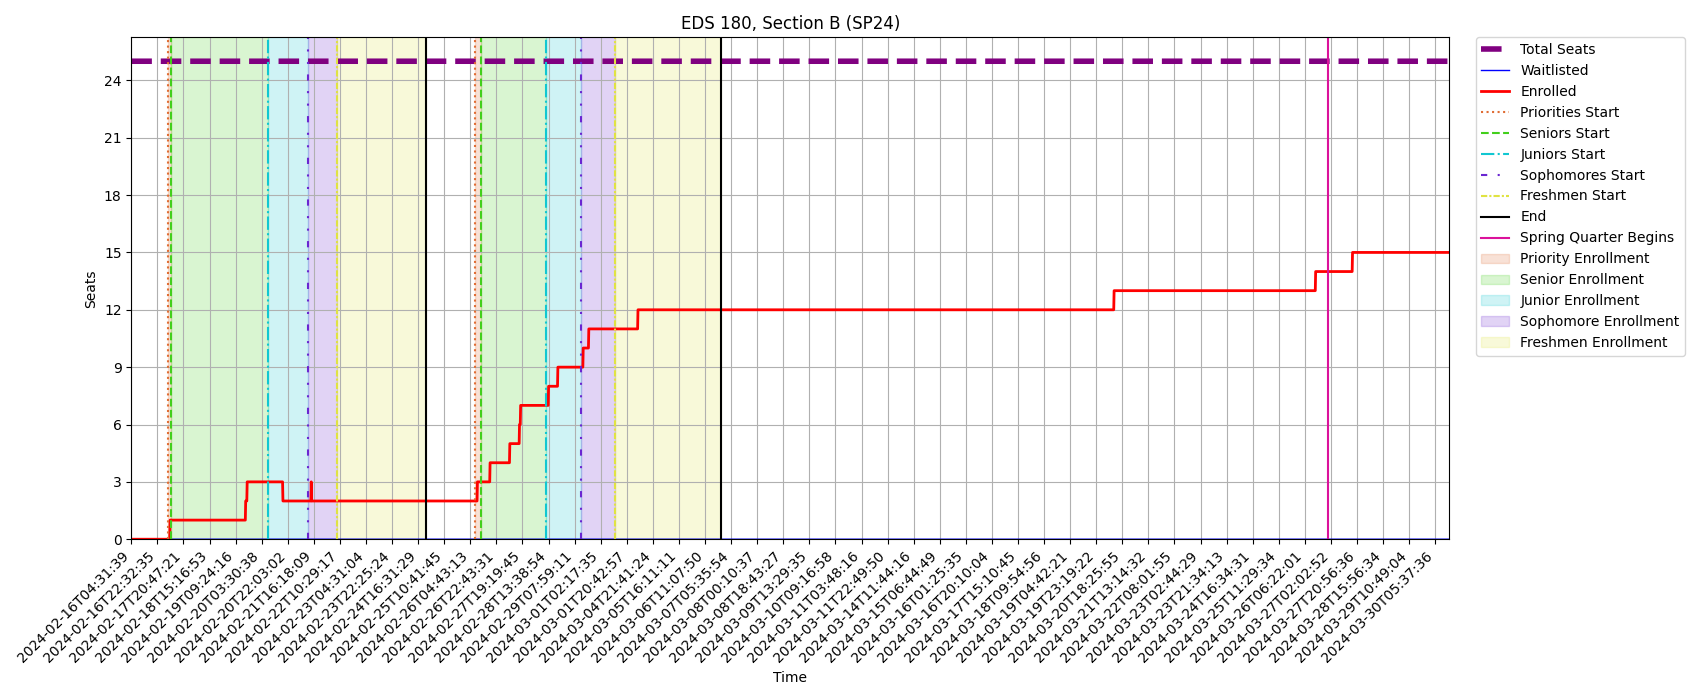 EDS 180, Section B (SP24)
Seats
24
21
18
15
12
9
6
3
0
2024-02-16T04:31:39
2024-02-16T22:32:35
2024-02-17T20:47:21
2024-02-18T15:16:53
2024-02-19T09:24:16
2024-02-20T03:30:38
2024-02-20T22:03:02
2024-02-21T16:18:09
2024-02-22T10:29:17
2024-02-23T04:31:04
2024-02-23T22:25:24
2024-02-24T16:31:29
2024-02-25T10:41:45
2024-02-26T04:43:13
2024-02-26T22:43:31
2024-02-27T19:19:45
2024-02-28T13:38:54
2024-02-29T07:59:11
2024-03-01T02:17:35
2024-03-01T20:42:57
2024-03-04T21:41:24
2024-03-05T16:11:11
2024-03-06T11:07:50
2024-03-07T05:35:54
2024-03-08T00:10:37
2024-03-08T18:43:27
2024-03-09T13:29:35
2024-03-10T09:16:58
2024-03-11T03:48:16
2024-03-11T22:49:50
2024-03-14T11:44:16
2024-03-15T06:44:49
2024-03-16T01:25:35
2024-03-16T20:10:04
2024-03-17T15:10:45
2024-03-18T09:54:56
2024-03-19T04:42:21
2024-03-19T23:19:22
2024-03-20T18:25:55
2024-03-21T13:14:32
2024-03-22T08:01:55
2024-03-23T02:44:29
2024-03-23T21:34:13
2024-03-24T16:34:31
2024-03-25T11:29:34
2024-03-26T06:22:01
2024-03-27T02:02:52
2024-03-27T20:56:36
2024-03-28T15:56:34
2024-03-29T10:49:04
2024-03-30T05:37:36
Time
Total Seats
Waitlisted
Enrolled
Priorities Start
Seniors Start
Juniors Start
Sophomores Start
Freshmen Start
End
Spring Quarter Begins
Priority Enrollment
Senior Enrollment
Junior Enrollment
Sophomore Enrollment
Freshmen Enrollment